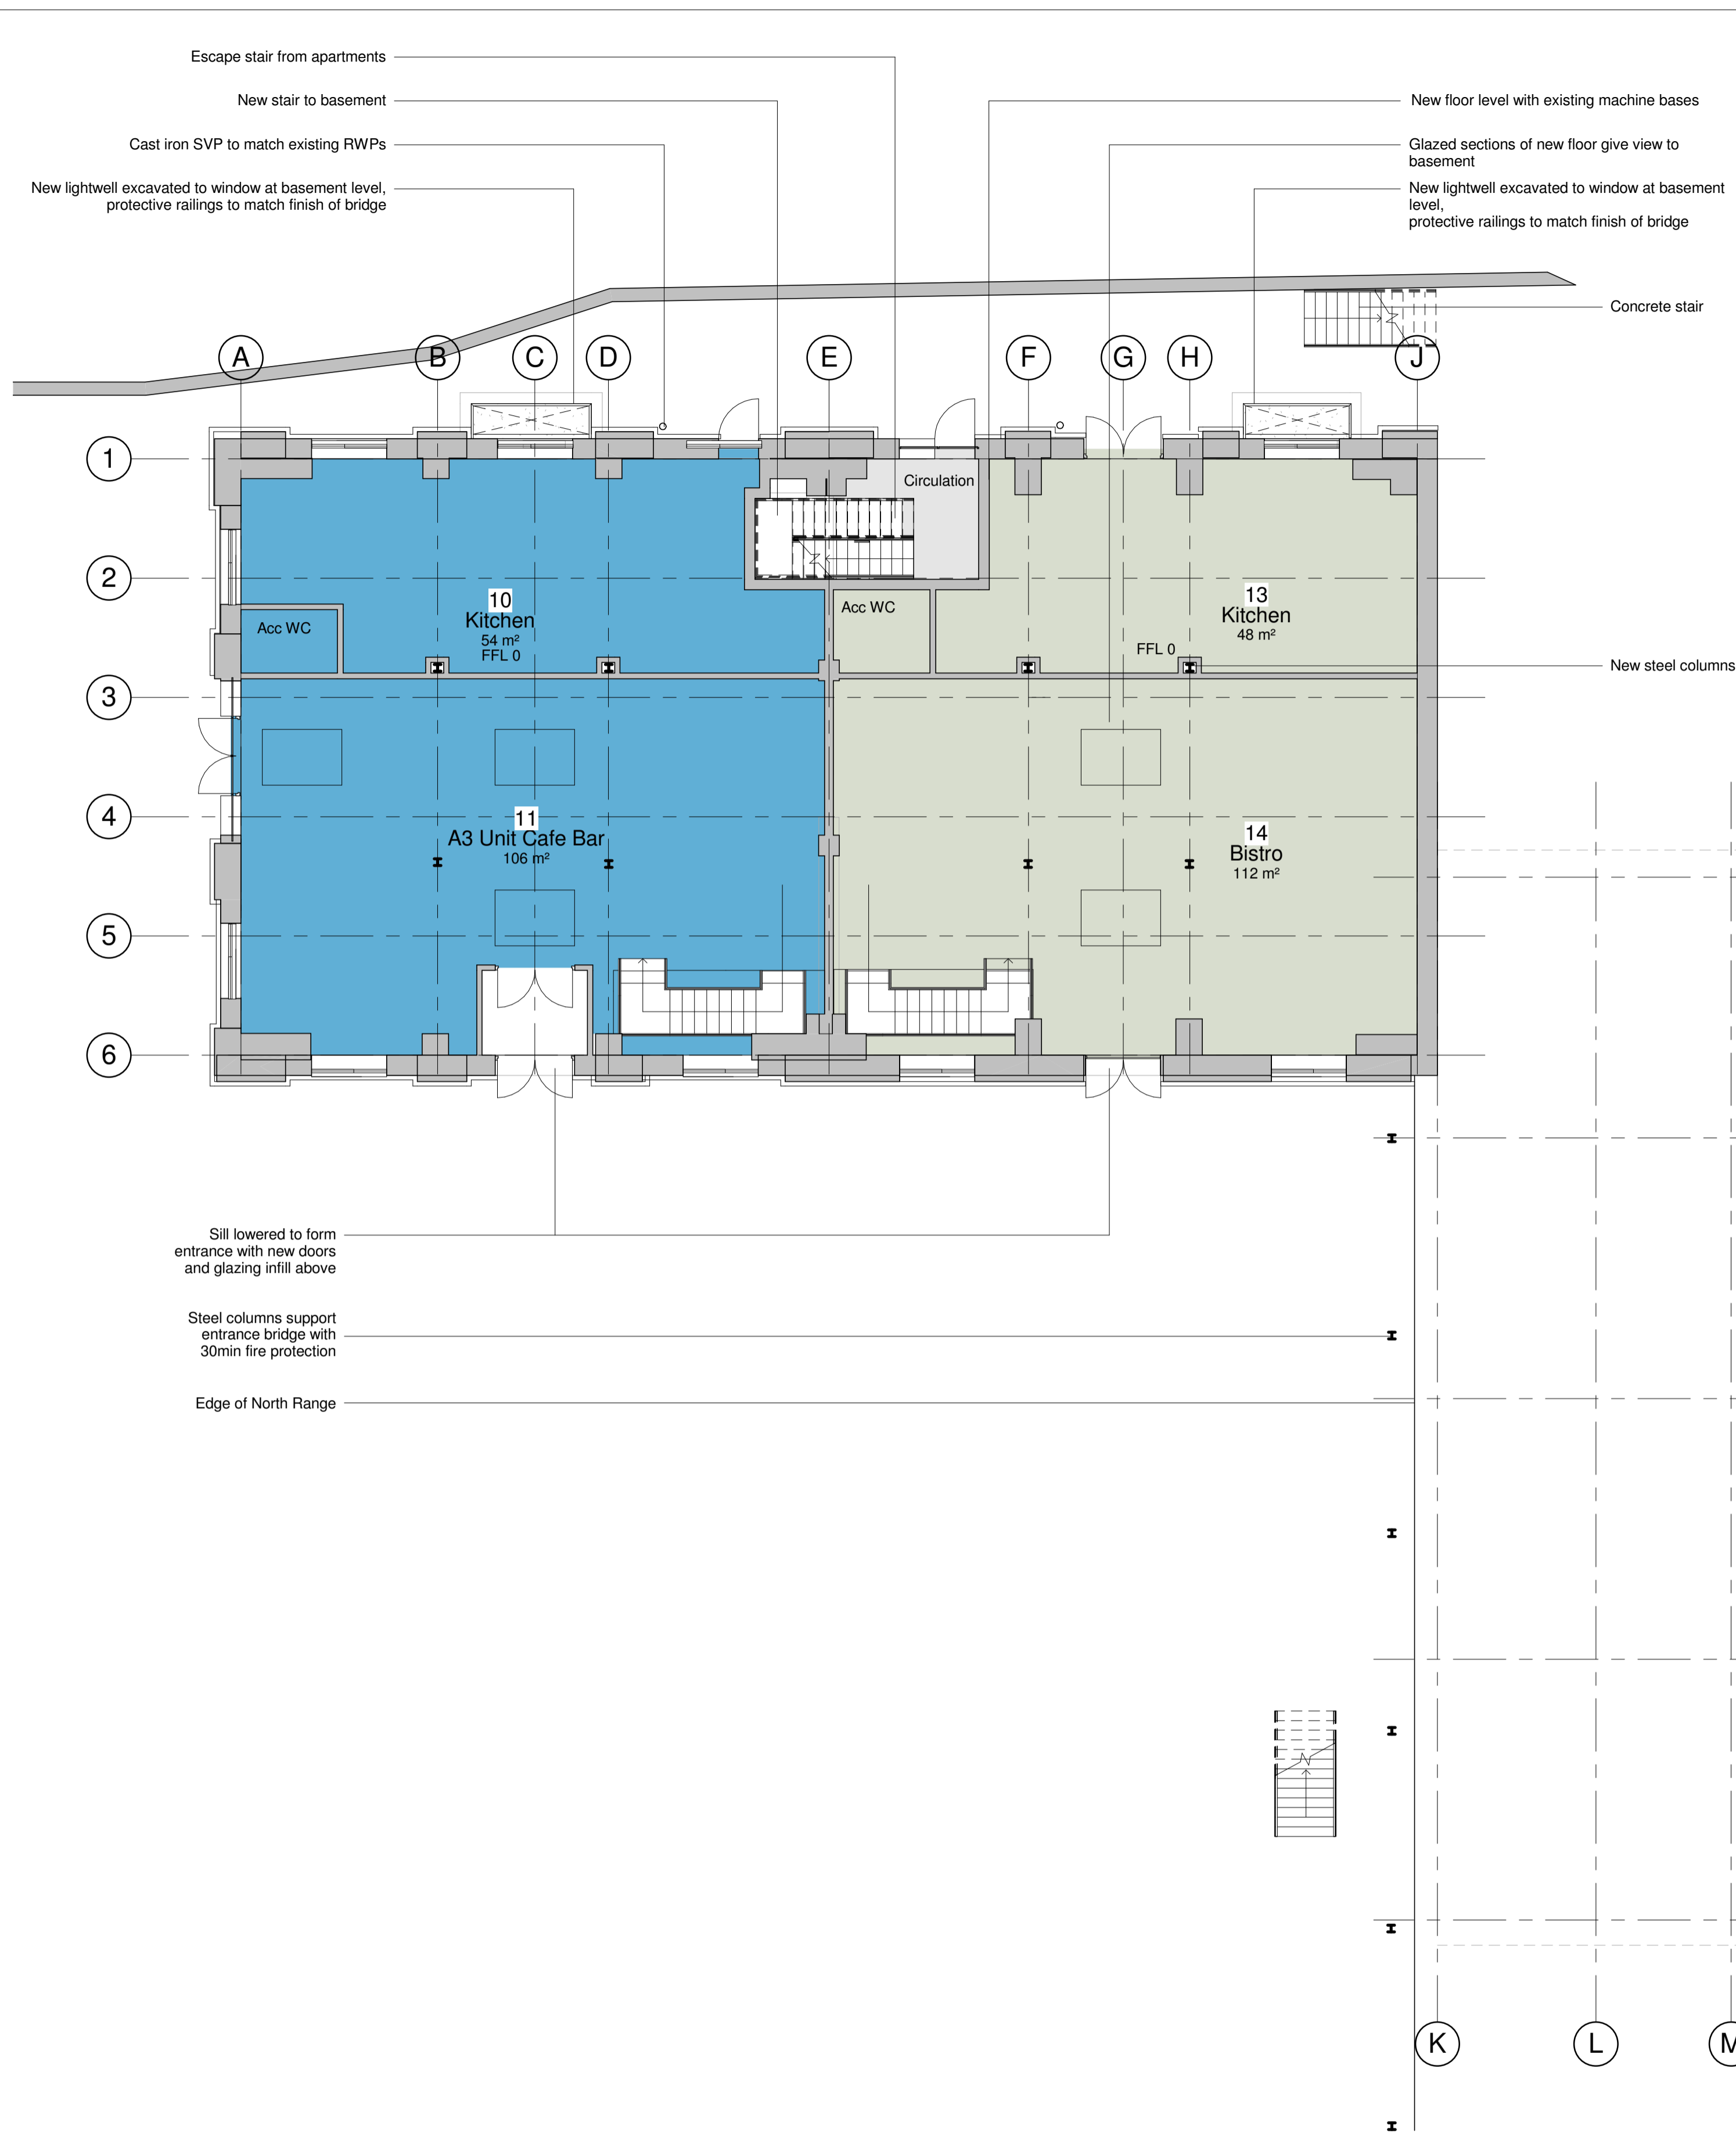 Escape stair from apartments
New stair to basement
New floor level with existing machine bases
Cast iron SVP to match existing RWPs
Glazed sections of new floor give view to
basement
New lightwell excavated to window at basement level,
protective railings to match finish of bridge
New lightwell excavated to window at basement
level,
protective railings to match finish of bridge
Concrete stair
A
B
C
D
E
F
G
H
J
1
Circulation
2
10
Kitchen
54 m²
FFL 0
Acc WC
Acc WC
13
Kitchen
48 m²
FFL 0
New steel columns
3
4
11
A3 Unit Cafe Bar
106 m²
14
Bistro
112 m²
5
6
Sill lowered to form
entrance with new doors
and glazing infill above
Steel columns support
entrance bridge with
30min fire protection
Edge of North Range
K
L
M